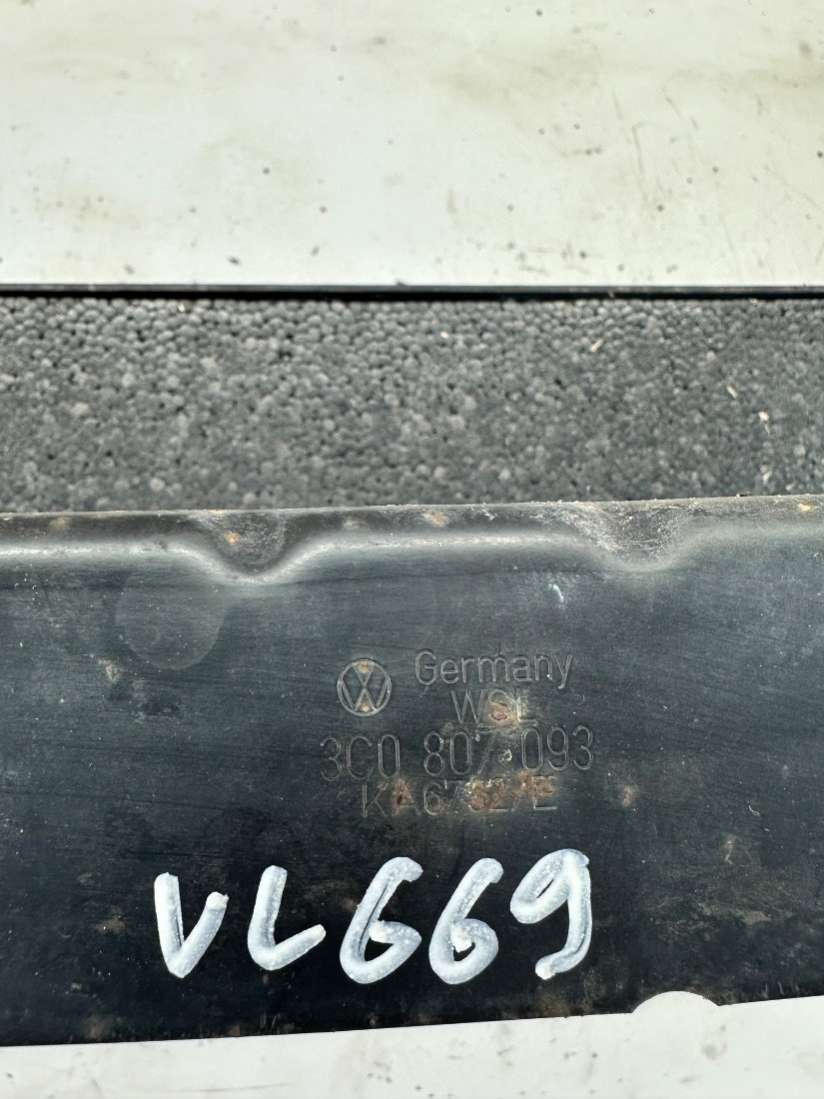 Germany
WSL
3C0 807 093
VL669